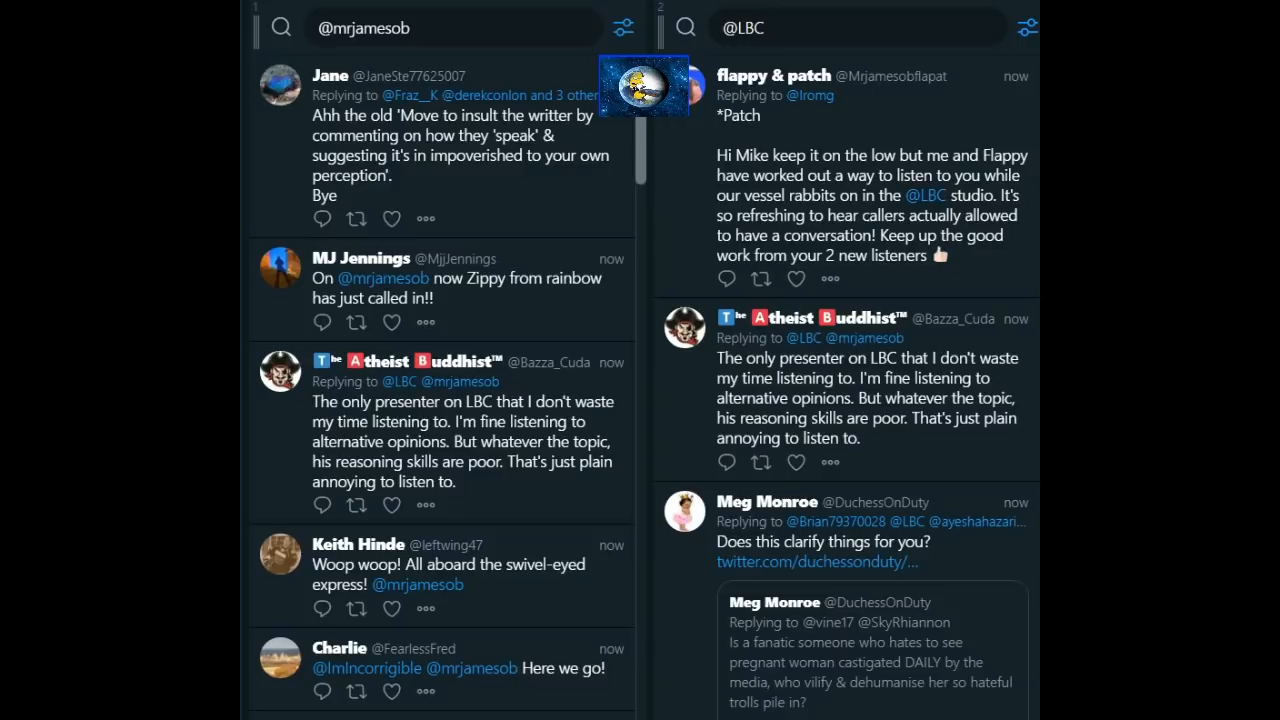 1
@mrjamesob
Jane @JaneSte77625007
Replying to @Fraz__K @derekconlon and 3 other
Ahh the old 'Move to insult the writter by
commenting on how they 'speak' &
suggesting it's in impoverished to your own
perception'.
Bye
MJ Jennings @MjjJennings now
On @mrjamesob now Zippy from rainbow
has just called in!!
The Atheist Buddhist™ @Bazza_Cuda now
Replying to @LBC @mrjamesob
The only presenter on LBC that I don't waste
my time listening to. I'm fine listening to
alternative opinions. But whatever the topic,
his reasoning skills are poor. That's just plain
annoying to listen to.
Keith Hinde @leftwing47 now
Woop woop! All aboard the swivel-eyed
express! @mrjamesob
Charlie @FearlessFred now
@ImIncorrigible @mrjamesob Here we go!
2
@LBC
flappy & patch @Mrjamesobflapat now
Replying to @Iromg
*Patch
Hi Mike keep it on the low but me and Flappy
have worked out a way to listen to you while
our vessel rabbits on in the @LBC studio. It's
so refreshing to hear callers actually allowed
to have a conversation! Keep up the good
work from your 2 new listeners 👍🏻
The Atheist Buddhist™ @Bazza_Cuda now
Replying to @LBC @mrjamesob
The only presenter on LBC that I don't waste
my time listening to. I'm fine listening to
alternative opinions. But whatever the topic,
his reasoning skills are poor. That's just plain
annoying to listen to.
Meg Monroe @DuchessOnDuty now
Replying to @Brian79370028 @LBC @ayeshahazari...
Does this clarify things for you?
twitter.com/duchessonduty/...
Meg Monroe @DuchessOnDuty
Replying to @vine17 @SkyRhiannon
Is a fanatic someone who hates to see
pregnant woman castigated DAILY by the
media, who vilify & dehumanise her so hateful
trolls pile in?